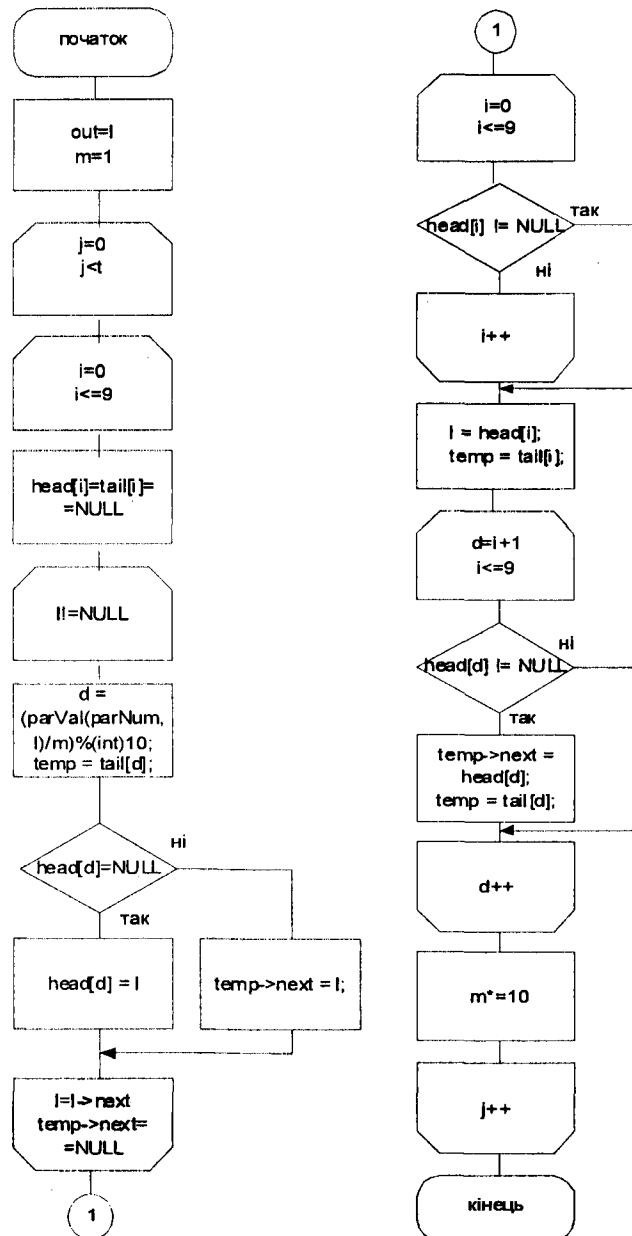 початок
out=l
m=1
j=0
j<t
i=0
i<=9
head[i]=tail[i]=
=NULL
l!=NULL
d =
(parVal(parNum,
l)/m)%(int)10;
temp = tail[d];
head[d]=NULL
ні
так
head[d] = l
temp->next = l;
l=l->next
temp->next=
=NULL
1
1
i=0
i<=9
head[i] != NULL
так
ні
i++
l = head[i];
temp = tail[i];
d=i+1
i<=9
head[d] != NULL
ні
так
temp->next =
head[d];
temp = tail[d];
d++
m*=10
j++
кінець